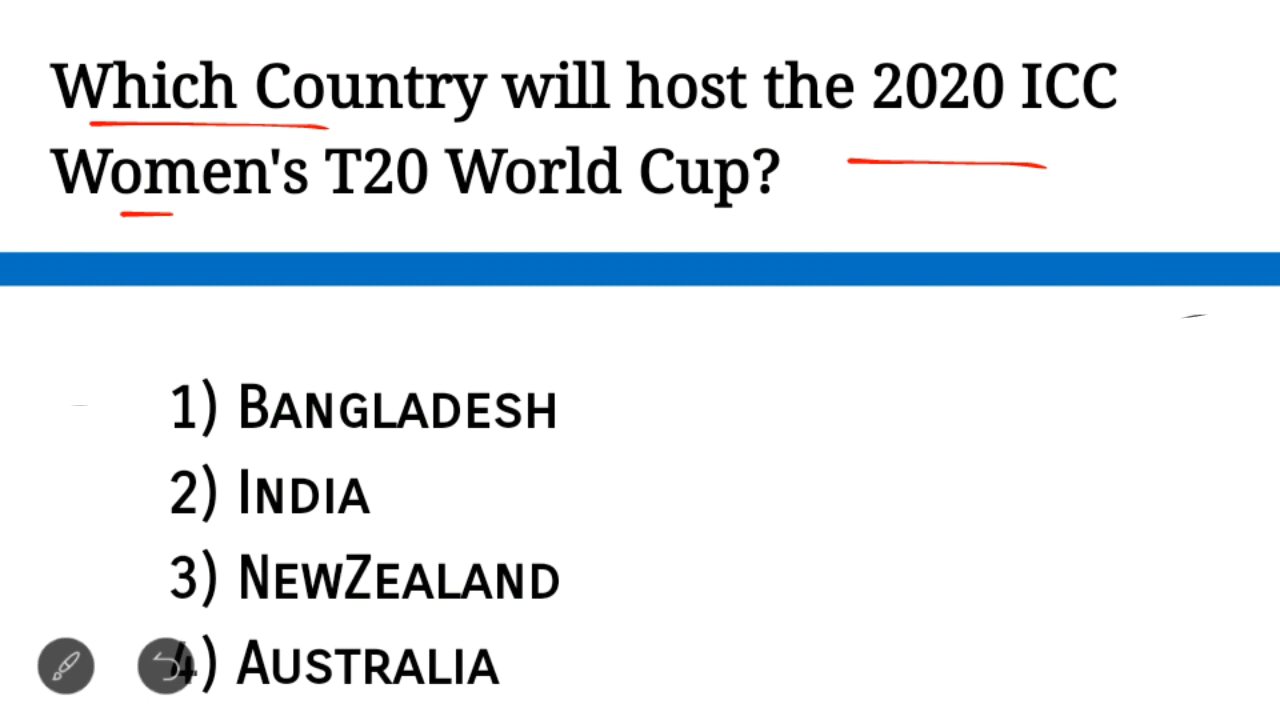 Which Country will host the 2020 ICC
Women's T20 World Cup?
1) BANGLADESH
2) INDIA
3) NEWZEALAND
4) AUSTRALIA